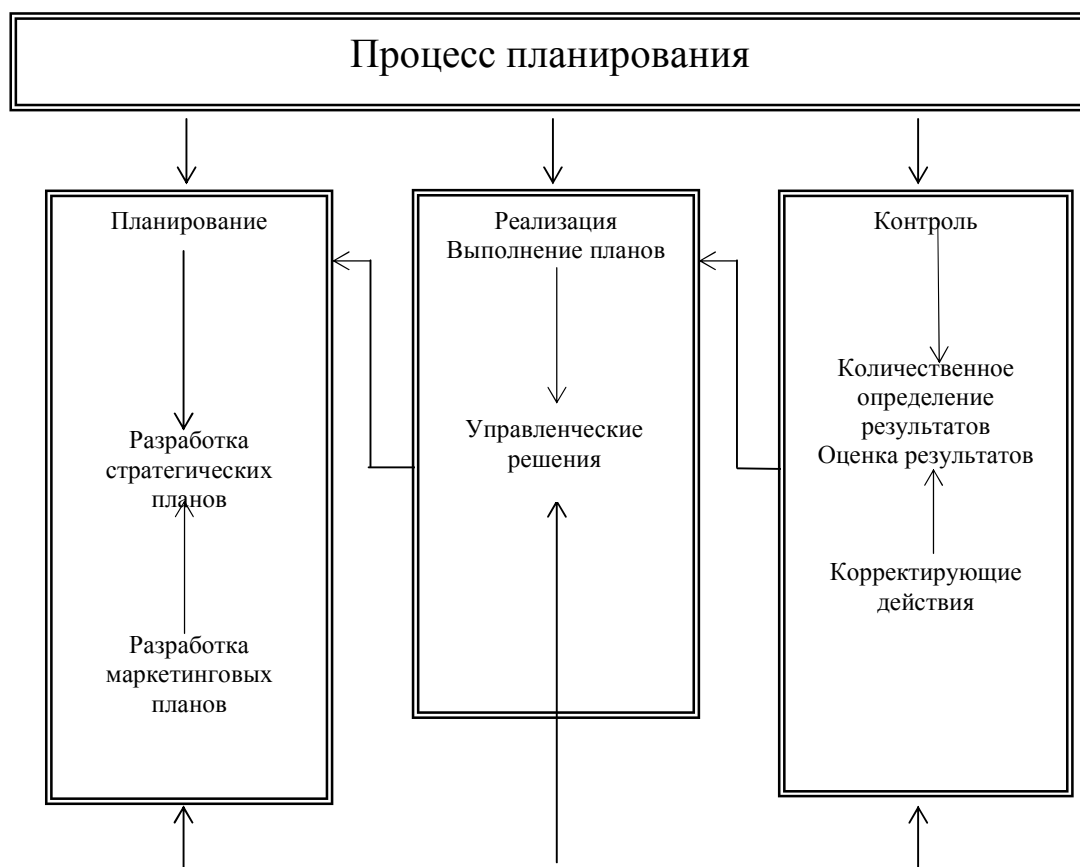 Процесс планирования
Планирование
Разработка
стратегических
планов
Разработка
маркетинговых
планов
Реализация
Выполнение планов
Управленческие
решения
Контроль
Количественное
определение
результатов
Оценка результатов
Корректирующие
действия